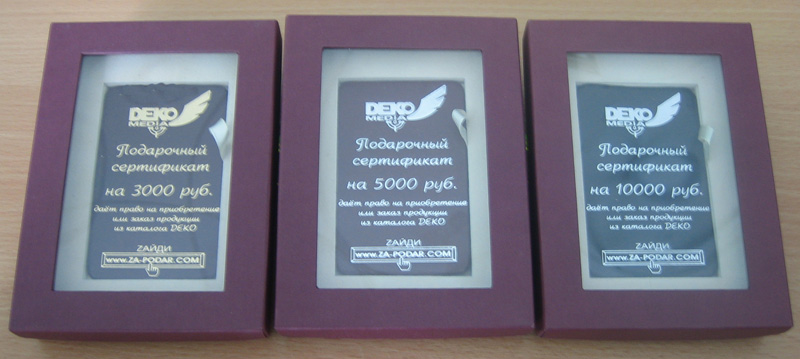 DEKO
MEDIA
Подарочный
сертификат
на 3000 руб.
даёт право на приобретение
или заказ продукции
из каталога DEKO
ZАЙДИ
www.ZA-PODAR.COM
DEKO
MEDIA
Подарочный
сертификат
на 5000 руб.
даёт право на приобретение
или заказ продукции
из каталога DEKO
ZАЙДИ
www.ZA-PODAR.COM
DEKO
MEDIA
Подарочный
сертификат
на 10000 руб.
даёт право на приобретение
или заказ продукции
из каталога DEKO
ZАЙДИ
www.ZA-PODAR.COM